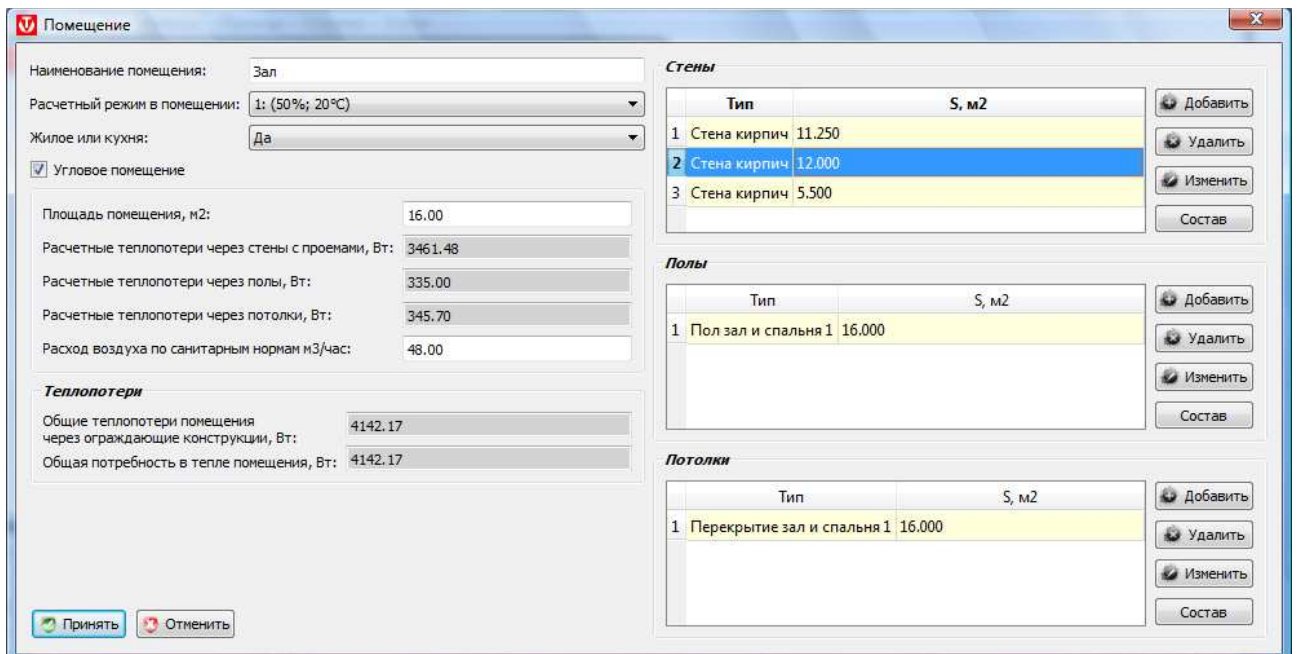 Помещение
Наименование помещения: Зал
Расчетный режим в помещении: 1: (50%; 20°C)
Жилое или кухня: Да
Угловое помещение
Площадь помещения, м2: 16.00
Расчетные теплопотери через стены с проемами, Вт: 3461.48
Расчетные теплопотери через полы, Вт: 335.00
Расчетные теплопотери через потолки, Вт: 345.70
Расход воздуха по санитарным нормам м3/час: 48.00
Теплопотери
Общие теплопотери помещения
через ограждающие конструкции, Вт: 4142.17
Общая потребность в тепле помещения, Вт: 4142.17
Принять Отменить
Стены
Тип S, м2
1 Стена кирпич 11.250
2 Стена кирпич 12.000
3 Стена кирпич 5.500
Добавить
Удалить
Изменить
Состав
Полы
Тип S, м2
1 Пол зал и спальня 1 16.000
Добавить
Удалить
Изменить
Состав
Потолки
Тип S, м2
1 Перекрытие зал и спальня 1 16.000
Добавить
Удалить
Изменить
Состав